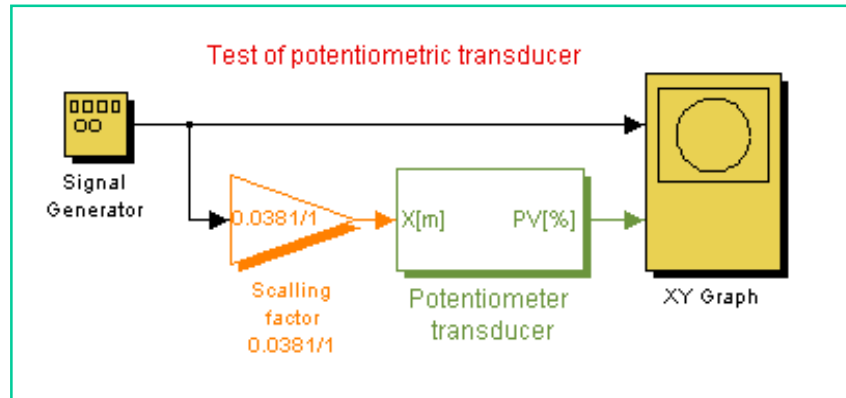 Test of potentiometric transducer
Signal
Generator
0.0381/1
Scalling
factor
0.0381/1
X[m]
PV[%]
Potentiometer
transducer
XY Graph